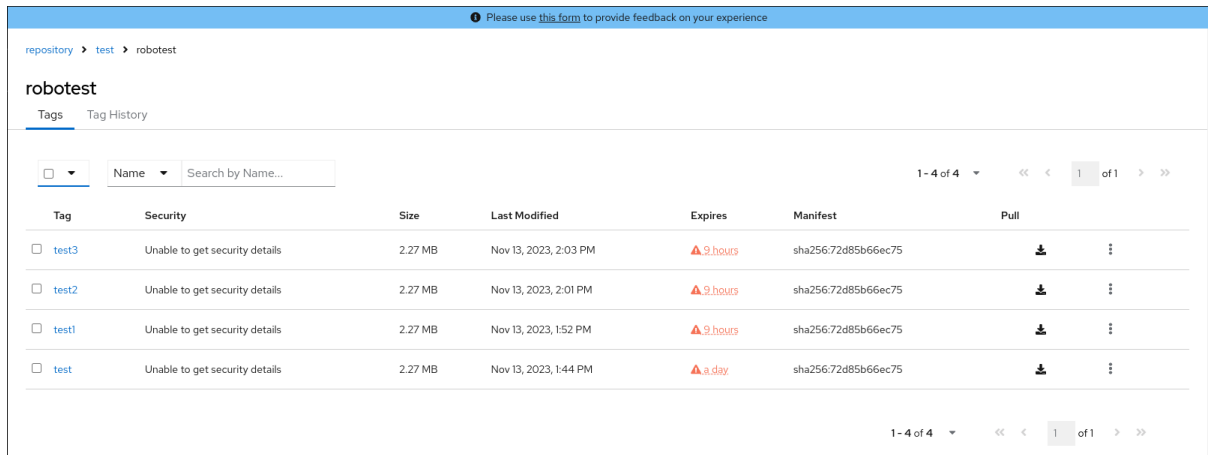 Please use this form to provide feedback on your experience
repository > test > robotest
robotest
Tags Tag History
Name Search by Name... 1 - 4 of 4 1 of 1
Tag Security Size Last Modified Expires Manifest Pull
test3 Unable to get security details 2.27 MB Nov 13, 2023, 2:03 PM 9 hours sha256:72d85b66ec75
test2 Unable to get security details 2.27 MB Nov 13, 2023, 2:01 PM 9 hours sha256:72d85b66ec75
test1 Unable to get security details 2.27 MB Nov 13, 2023, 1:52 PM 9 hours sha256:72d85b66ec75
test Unable to get security details 2.27 MB Nov 13, 2023, 1:44 PM a day sha256:72d85b66ec75
1 - 4 of 4 1 of 1